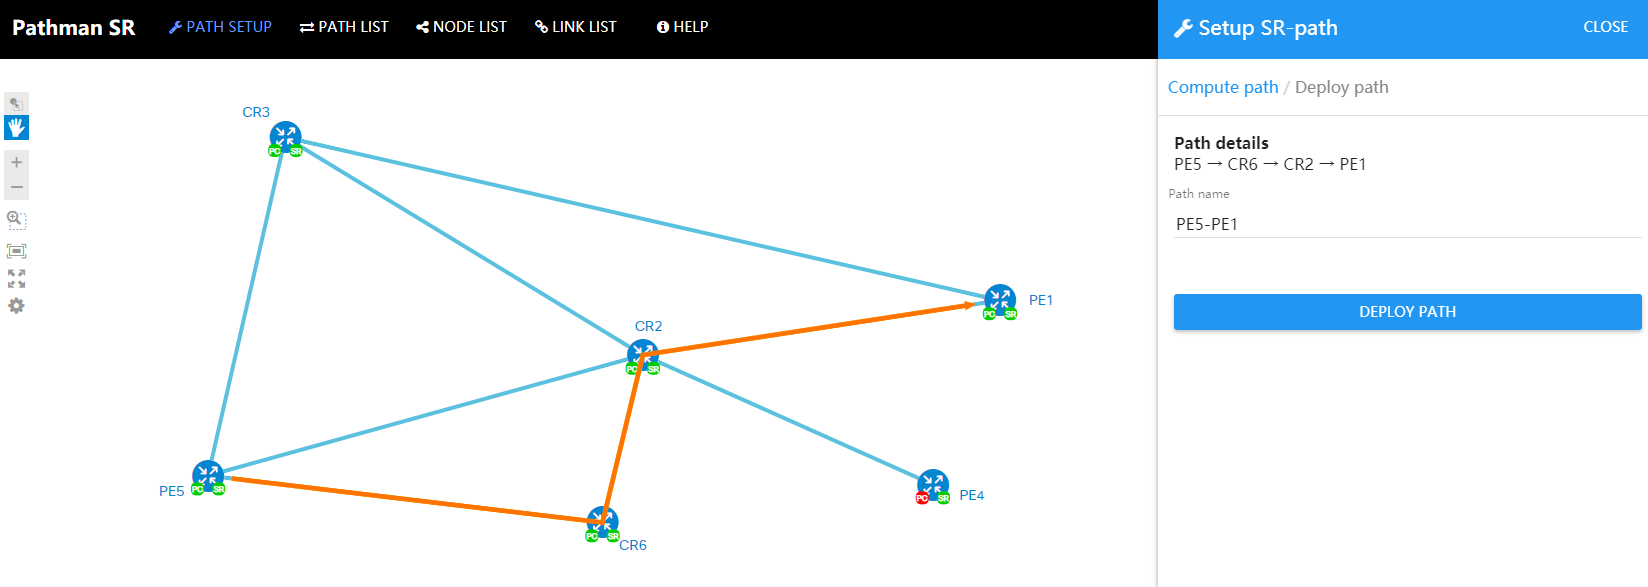 Pathman SR PATH SETUP PATH LIST NODE LIST LINK LIST HELP
Setup SR-path CLOSE
Compute path / Deploy path
Path details
PE5 → CR6 → CR2 → PE1
Path name
PE5-PE1
DEPLOY PATH
CR3
PC SR
PE1
PC SR
CR2
PC SR
PE5
PC SR
PE4
PC SR
PC SR
CR6